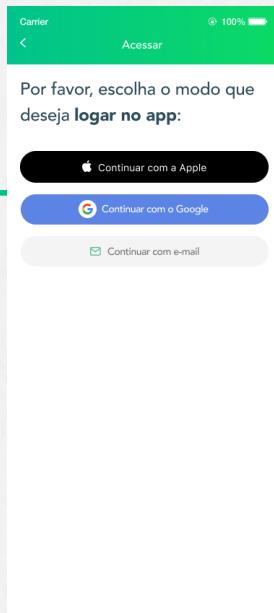 Carrier 100%
Acessar
Por favor, escolha o modo que
deseja logar no app:
Continuar com a Apple
Continuar com o Google
Continuar com e-mail